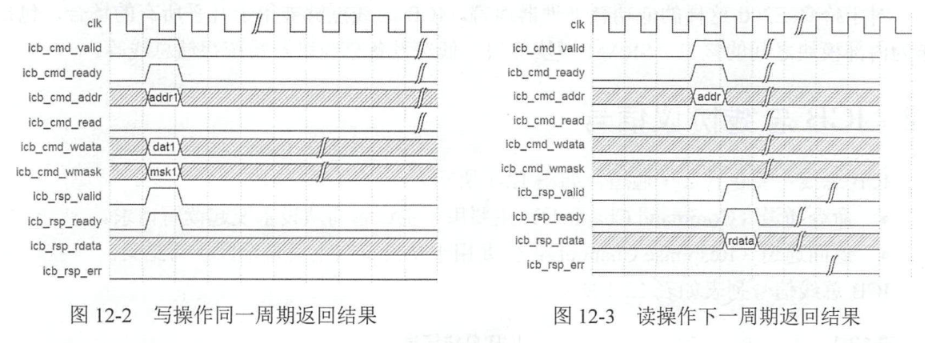 clk
icb_cmd_valid
icb_cmd_ready
icb_cmd_addr addr1
icb_cmd_read
icb_cmd_wdata dat1
icb_cmd_wmask msk1
icb_rsp_valid
icb_rsp_ready
icb_rsp_rdata
icb_rsp_err
图 12-2 写操作同一周期返回结果
clk
icb_cmd_valid
icb_cmd_ready
icb_cmd_addr addr
icb_cmd_read
icb_cmd_wdata
icb_cmd_wmask
icb_rsp_valid
icb_rsp_ready
icb_rsp_rdata rdata
icb_rsp_err
图 12-3 读操作下一周期返回结果